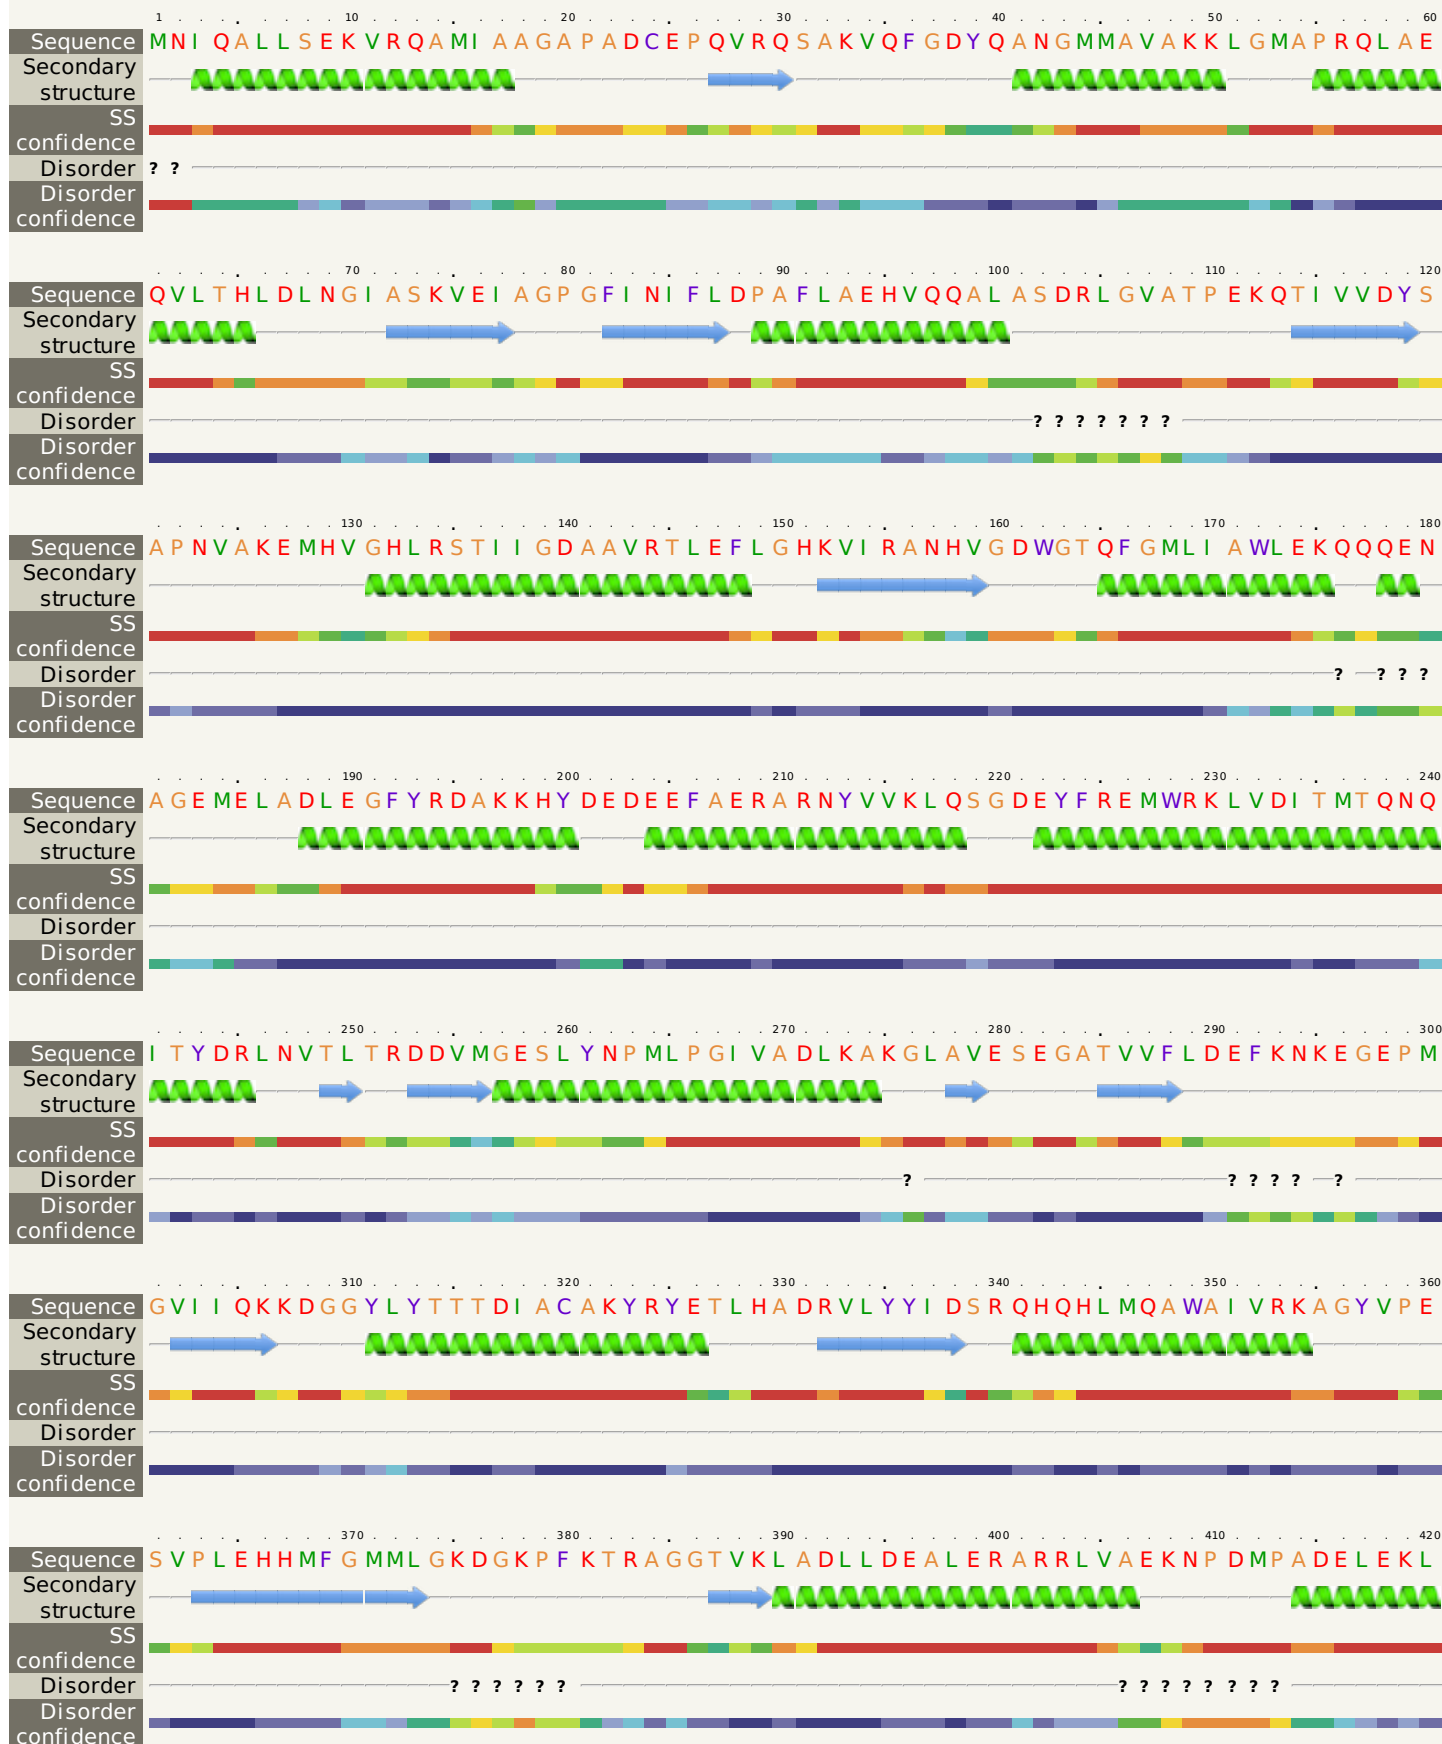 1 10 20 30 40 50 60
Sequence MNIQALLSEKVRQAMIAAGAPADCEPQVRQSAKVQFGDYQANGMMAVAKKLGMAPRQLAE
Secondary
structure
SS
confidence
Disorder ? ?
Disorder
confidence
70 80 90 100 110 120
Sequence QVLTHLDLNGIASKVEIAGPGFINIFLDPAFLAEHVQQALASDRLGVATPEKQTIVVDYS
Secondary
structure
SS
confidence
Disorder ? ? ? ? ? ? ?
Disorder
confidence
130 140 150 160 170 180
Sequence APNVAKEMHVGHLRSTIIGDAAVRTLEFLGHKVIRANHVGDWGTQFGMLIAWLEKQQQEN
Secondary
structure
SS
confidence
Disorder ? ? ? ?
Disorder
confidence
190 200 210 220 230 240
Sequence AGEMELADLEGFYRDAKKHYDEDEEFAERARNYVVKLQSGDEYFREMWRKLVDITMTQNQ
Secondary
structure
SS
confidence
Disorder
Disorder
confidence
250 260 270 280 290 300
Sequence ITYDRLNVTLTRDDVMGESLYNPMLPGIVADLKAKGLAVESEGATVVFLDEFKNKEGEPM
Secondary
structure
SS
confidence
Disorder ? ? ? ? ? ?
Disorder
confidence
310 320 330 340 350 360
Sequence GVIIQKKDGGYLYTTTDIACAKYRYETLHADRVLYYIDSRQHQHLMQAWAIVRKAGYVPE
Secondary
structure
SS
confidence
Disorder
Disorder
confidence
370 380 390 400 410 420
Sequence SVPLEHHMFGMMLGKDGKPFKTRAGGTVKLADLLDEALERARRLVAEKNPDMPADELEKL
Secondary
structure
SS
confidence
Disorder ? ? ? ? ? ? ? ? ? ? ? ? ? ?
Disorder
confidence